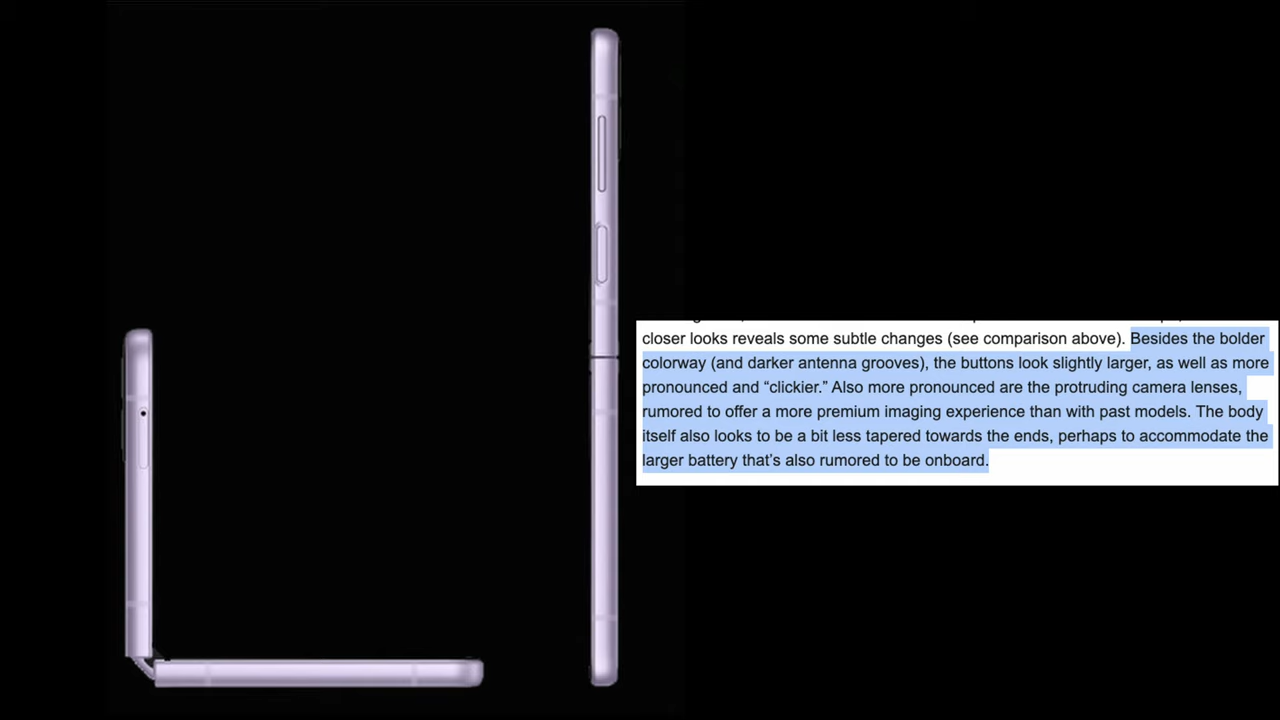 closer looks reveals some subtle changes (see comparison above). Besides the bolder
colorway (and darker antenna grooves), the buttons look slightly larger, as well as more
pronounced and “clickier.” Also more pronounced are the protruding camera lenses,
rumored to offer a more premium imaging experience than with past models. The body
itself also looks to be a bit less tapered towards the ends, perhaps to accommodate the
larger battery that’s also rumored to be onboard.